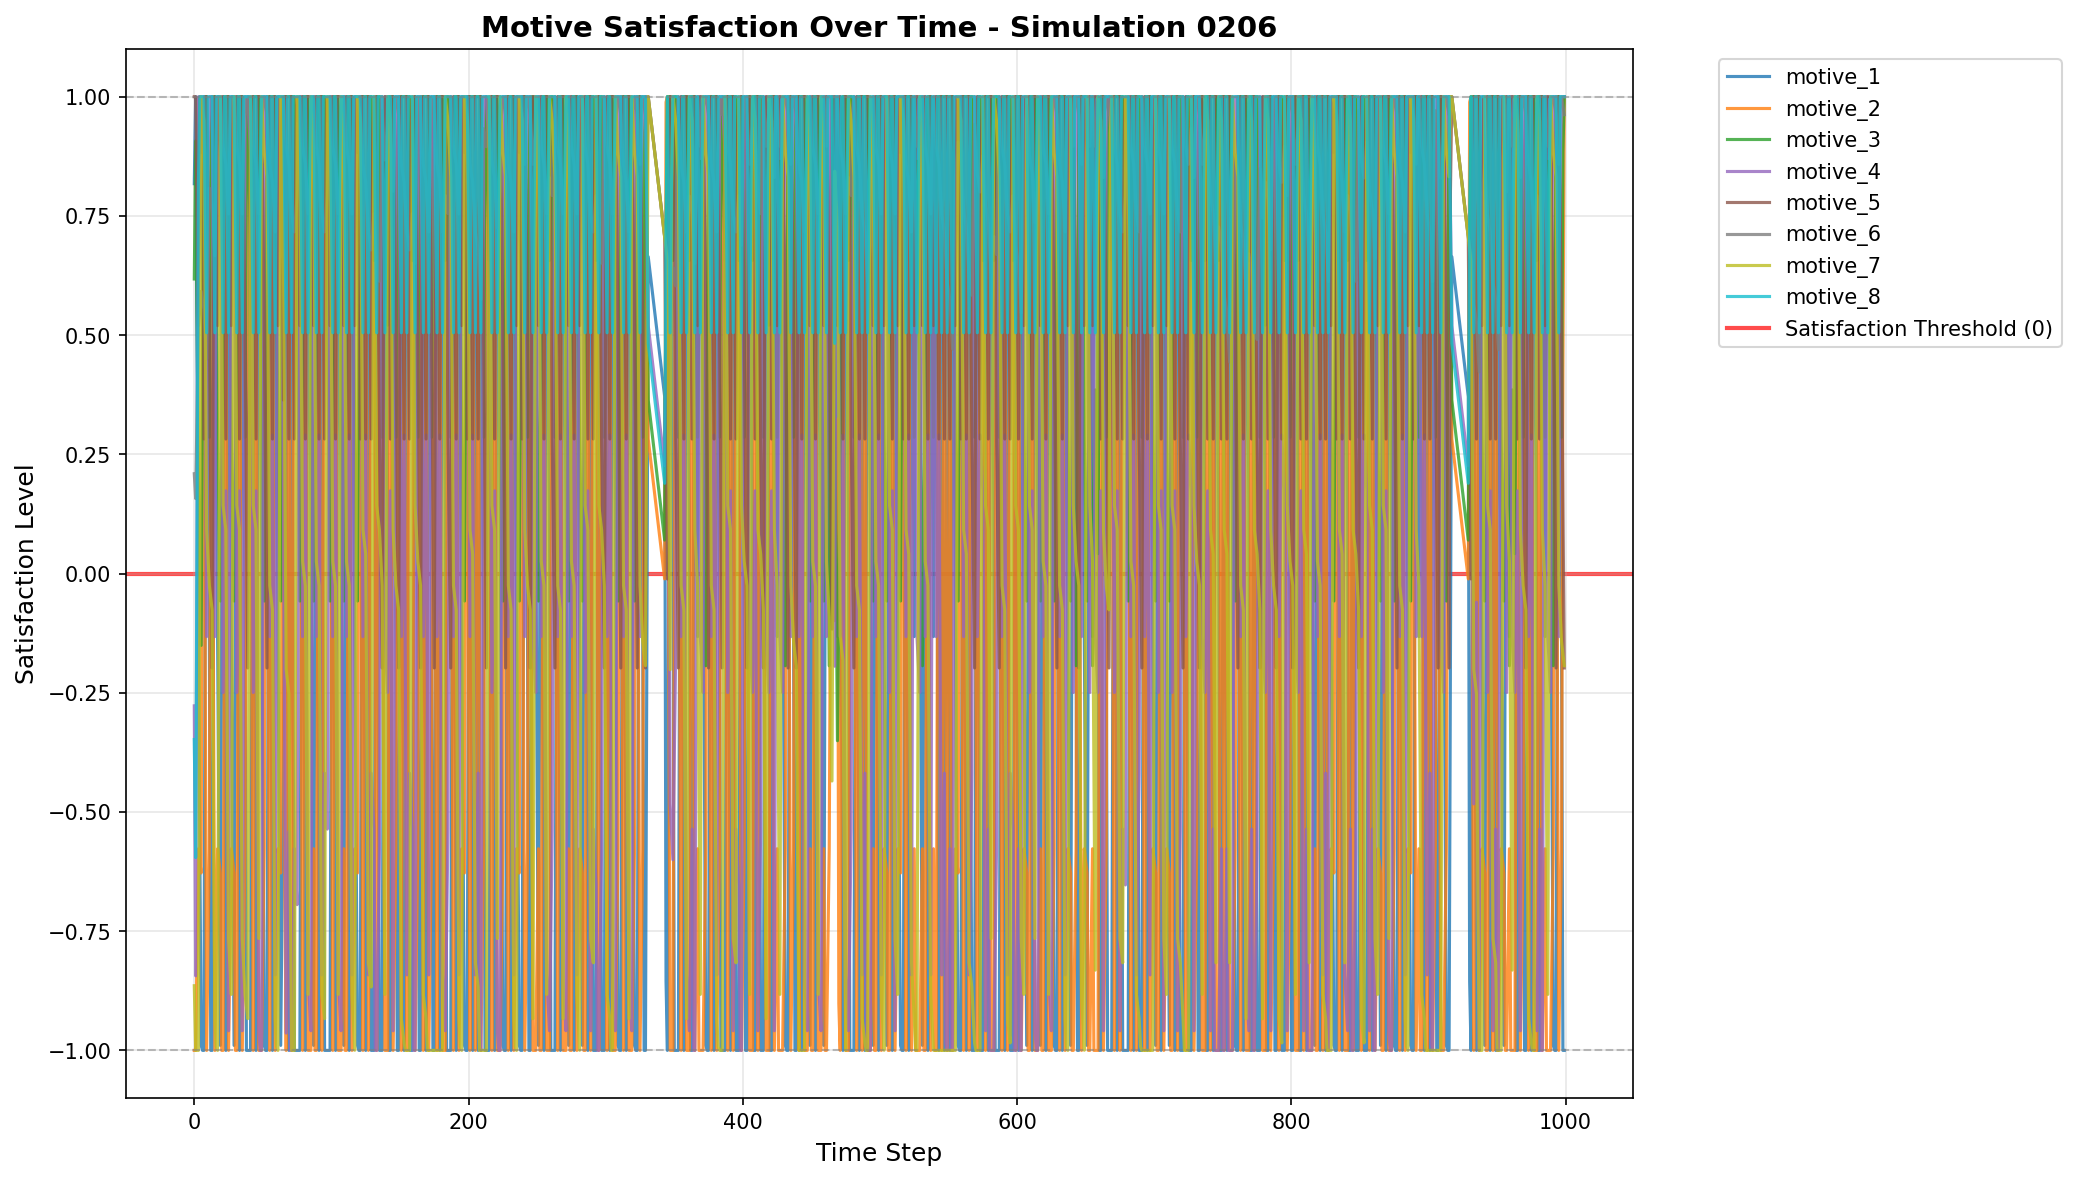 Motive Satisfaction Over Time - Simulation 0206
1.00
0.75
0.50
0.25
0.00
−0.25
−0.50
−0.75
−1.00
Satisfaction Level
0
200
400
600
800
1000
Time Step
motive_1
motive_2
motive_3
motive_4
motive_5
motive_6
motive_7
motive_8
Satisfaction Threshold (0)